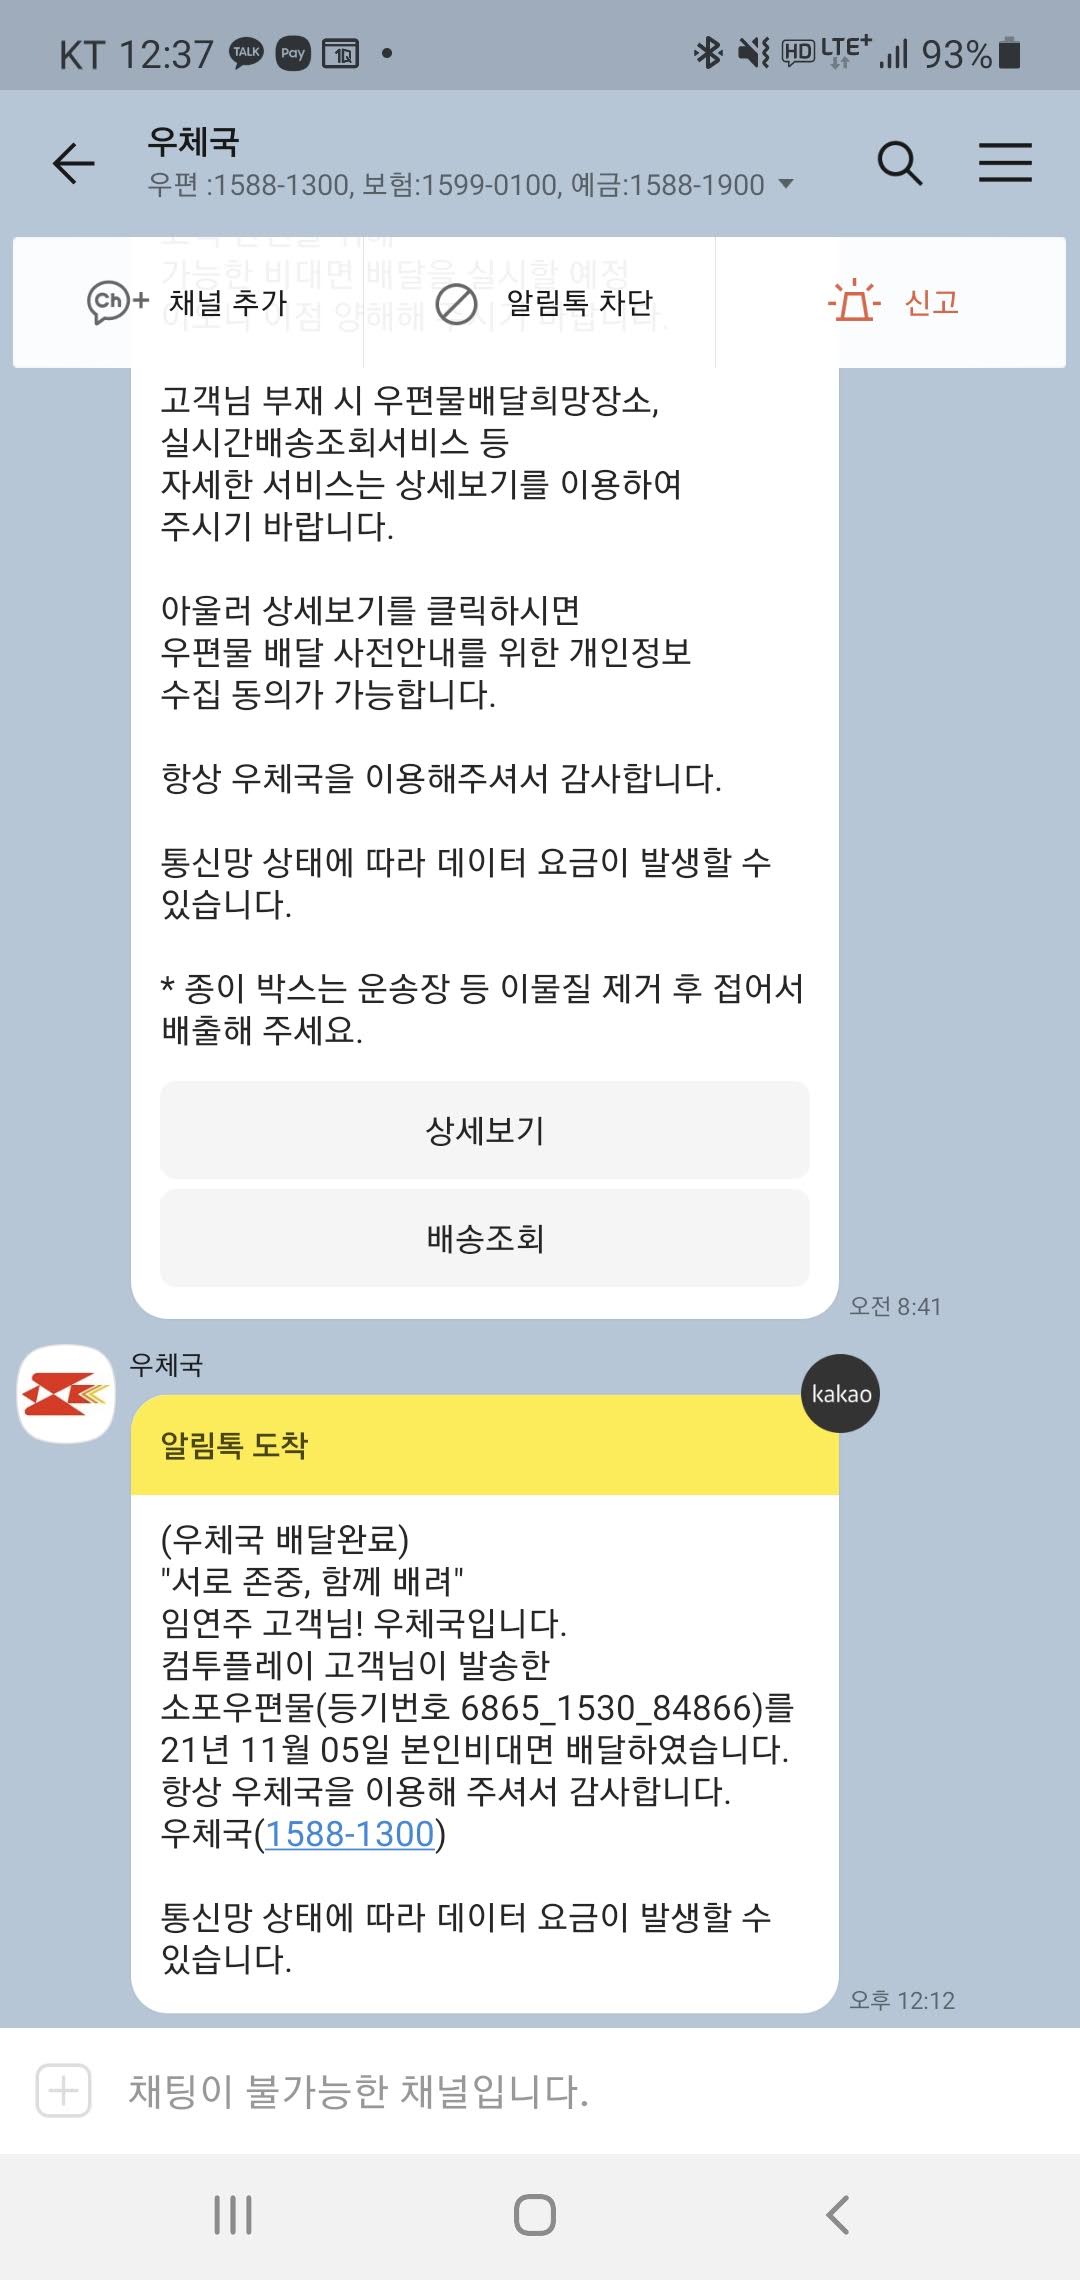 KT 12:37 TALK Pay 1Q HD LTE+ 93%
우체국
우편 :1588-1300, 보험:1599-0100, 예금:1588-1900
가능한 비대면 배달을 실시할 예정
Ch+ 채널 추가
알림톡 차단
신고
고객님 부재 시 우편물배달희망장소,
실시간배송조회서비스 등
자세한 서비스는 상세보기를 이용하여
주시기 바랍니다.
아울러 상세보기를 클릭하시면
우편물 배달 사전안내를 위한 개인정보
수집 동의가 가능합니다.
항상 우체국을 이용해주셔서 감사합니다.
통신망 상태에 따라 데이터 요금이 발생할 수
있습니다.
* 종이 박스는 운송장 등 이물질 제거 후 접어서
배출해 주세요.
상세보기
배송조회
오전 8:41
우체국
kakao
알림톡 도착
(우체국 배달완료)
"서로 존중, 함께 배려"
임연주 고객님! 우체국입니다.
컴투플레이 고객님이 발송한
소포우편물(등기번호 6865_1530_84866)를
21년 11월 05일 본인비대면 배달하였습니다.
항상 우체국을 이용해 주셔서 감사합니다.
우체국(1588-1300)
통신망 상태에 따라 데이터 요금이 발생할 수
있습니다.
오후 12:12
채팅이 불가능한 채널입니다.